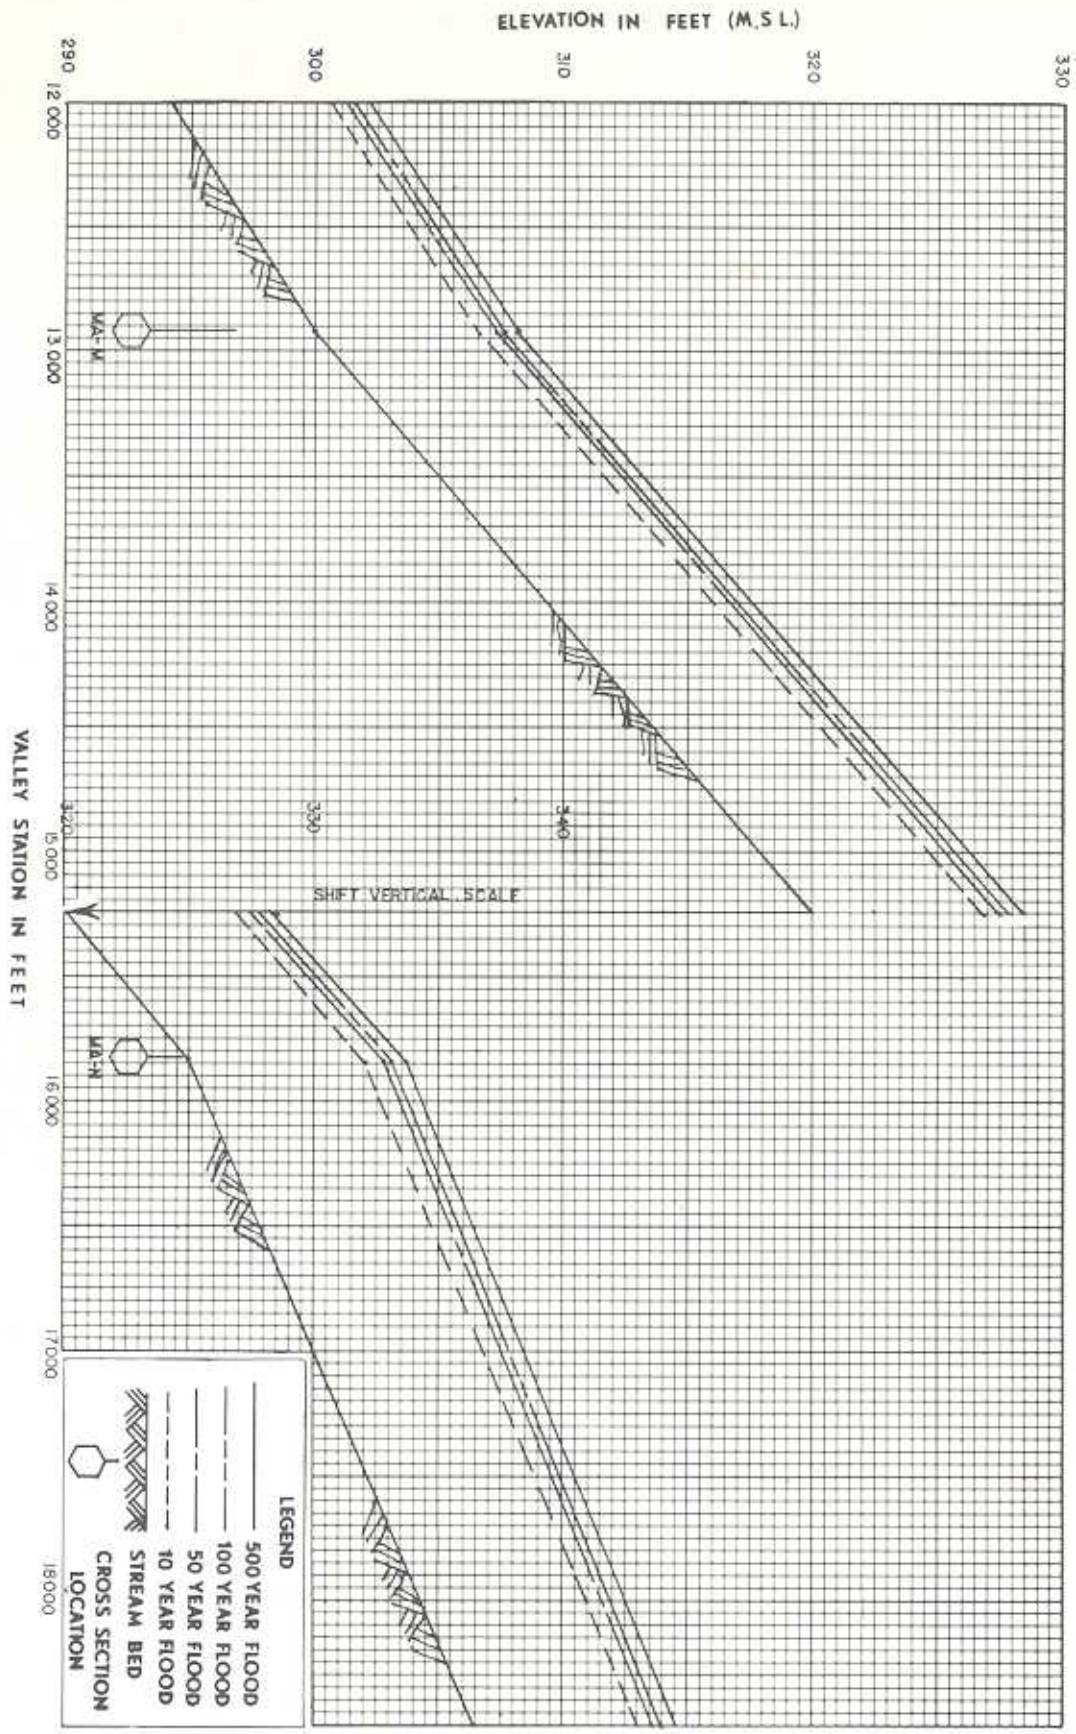 ELEVATION IN FEET (M.S L.)
290
300
310
320
330
12 000
13 000
14 000
15 000
16 000
17 000
18 000
MA-M
320
330
340
SHIFT VERTICAL SCALE
MA-N
VALLEY STATION IN FEET
LEGEND
500 YEAR FLOOD
100 YEAR FLOOD
50 YEAR FLOOD
10 YEAR FLOOD
STREAM BED
CROSS SECTION
LOCATION